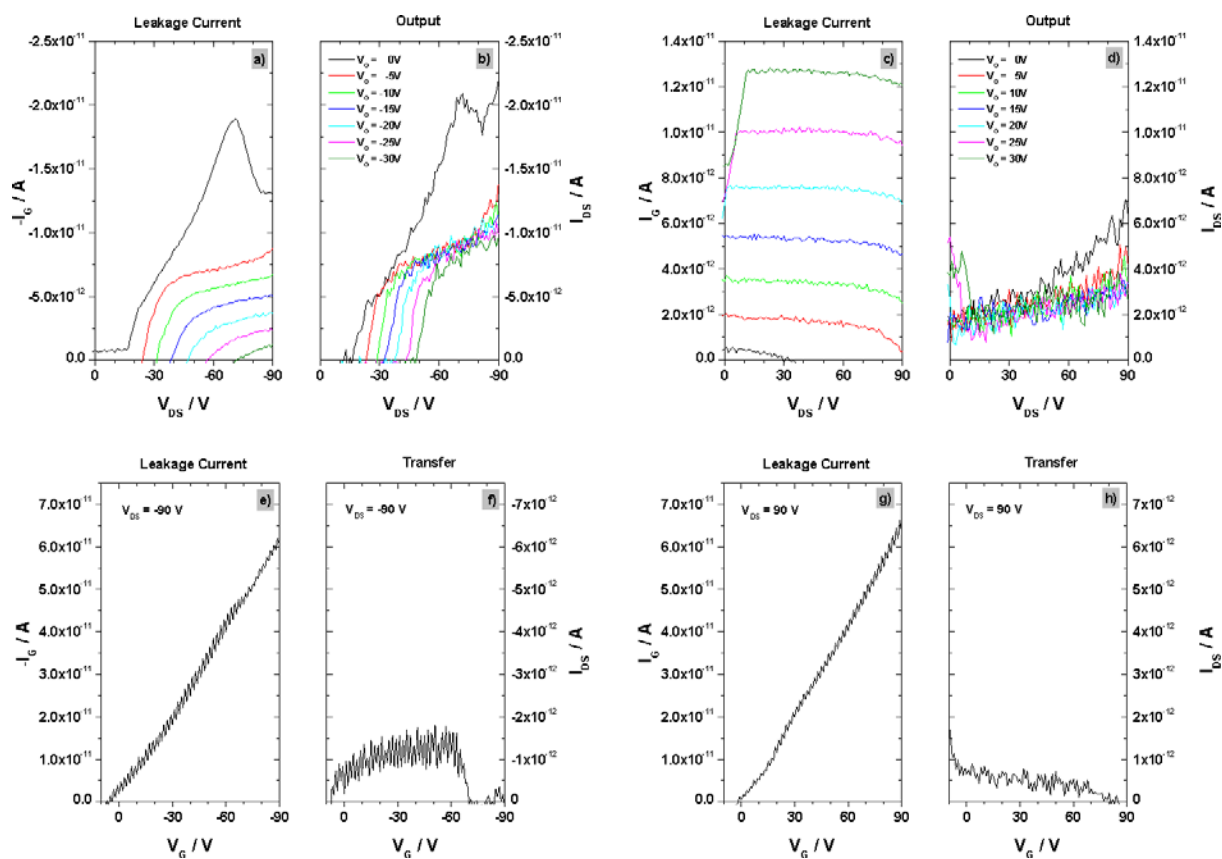 Leakage Current
Output
Leakage Current
Output
-2.5x10⁻¹¹
-2.0x10⁻¹¹
-1.5x10⁻¹¹
-1.0x10⁻¹¹
-5.0x10⁻¹²
0.0
-I_G / A
a)
0 -30 -60 -90
V_DS / V
b)
V_G = 0V
V_G = -5V
V_G = -10V
V_G = -15V
V_G = -20V
V_G = -25V
V_G = -30V
0 -30 -60 -90
V_DS / V
-2.5x10⁻¹¹
-2.0x10⁻¹¹
-1.5x10⁻¹¹
-1.0x10⁻¹¹
-5.0x10⁻¹²
0.0
I_DS / A
1.4x10⁻¹¹
1.2x10⁻¹¹
1.0x10⁻¹¹
8.0x10⁻¹²
6.0x10⁻¹²
4.0x10⁻¹²
2.0x10⁻¹²
0.0
I_G / A
c)
0 30 60 90
V_DS / V
d)
V_G = 0V
V_G = 5V
V_G = 10V
V_G = 15V
V_G = 20V
V_G = 25V
V_G = 30V
0 30 60 90
V_DS / V
1.4x10⁻¹¹
1.2x10⁻¹¹
1.0x10⁻¹¹
8.0x10⁻¹²
6.0x10⁻¹²
4.0x10⁻¹²
2.0x10⁻¹²
0.0
I_DS / A
Leakage Current
Transfer
Leakage Current
Transfer
7.0x10⁻¹¹
6.0x10⁻¹¹
5.0x10⁻¹¹
4.0x10⁻¹¹
3.0x10⁻¹¹
2.0x10⁻¹¹
1.0x10⁻¹¹
0.0
-I_G / A
e)
V_DS = -90 V
0 -30 -60 -90
V_G / V
f)
V_DS = -90 V
0 -30 -60 -90
V_G / V
-7x10⁻¹²
-6x10⁻¹²
-5x10⁻¹²
-4x10⁻¹²
-3x10⁻¹²
-2x10⁻¹²
-1x10⁻¹²
0
I_DS / A
7.0x10⁻¹¹
6.0x10⁻¹¹
5.0x10⁻¹¹
4.0x10⁻¹¹
3.0x10⁻¹¹
2.0x10⁻¹¹
1.0x10⁻¹¹
0.0
I_G / A
g)
V_DS = 90 V
0 30 60 90
V_G / V
h)
V_DS = 90 V
0 30 60 90
V_G / V
7x10⁻¹²
6x10⁻¹²
5x10⁻¹²
4x10⁻¹²
3x10⁻¹²
2x10⁻¹²
1x10⁻¹²
0
I_DS / A